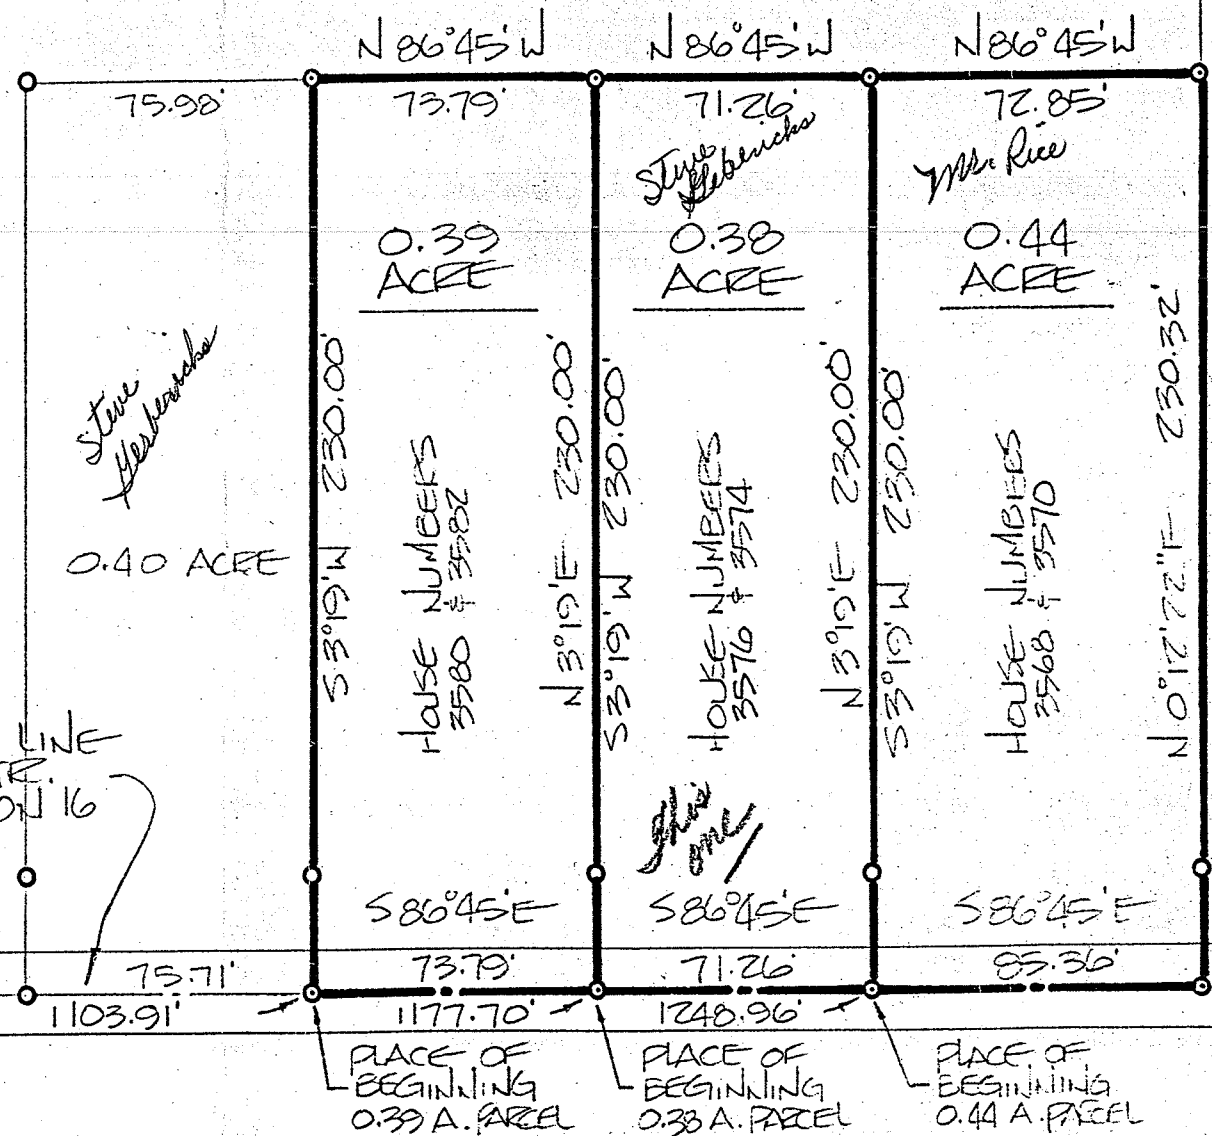 N 86°45' W
N 86°45' W
N 86°45' W
75.98'
73.79'
71.26'
72.85'
Steve
Mr. Rice
0.39
ACRE
0.38
ACRE
0.44
ACRE
Steve
0.40 ACRE
S 3°19' W 230.00'
HOUSE NUMBERS
3580 & 3582
N 3°19' E 230.00'
S 3°19' W 230.00'
HOUSE NUMBERS
3576 & 3574
N 3°19' E 230.00'
S 3°19' W 230.00'
HOUSE NUMBERS
3568 & 3570
N 0°12'22" E 230.32'
LINE
TR.
ON 16
This
one
S 86°45' E
S 86°45' E
S 86°45' E
75.71'
73.79'
71.26'
85.36'
1103.91'
1177.70'
1248.96'
PLACE OF
BEGINNING
0.39 A. PARCEL
PLACE OF
BEGINNING
0.38 A. PARCEL
PLACE OF
BEGINNING
0.44 A. PARCEL